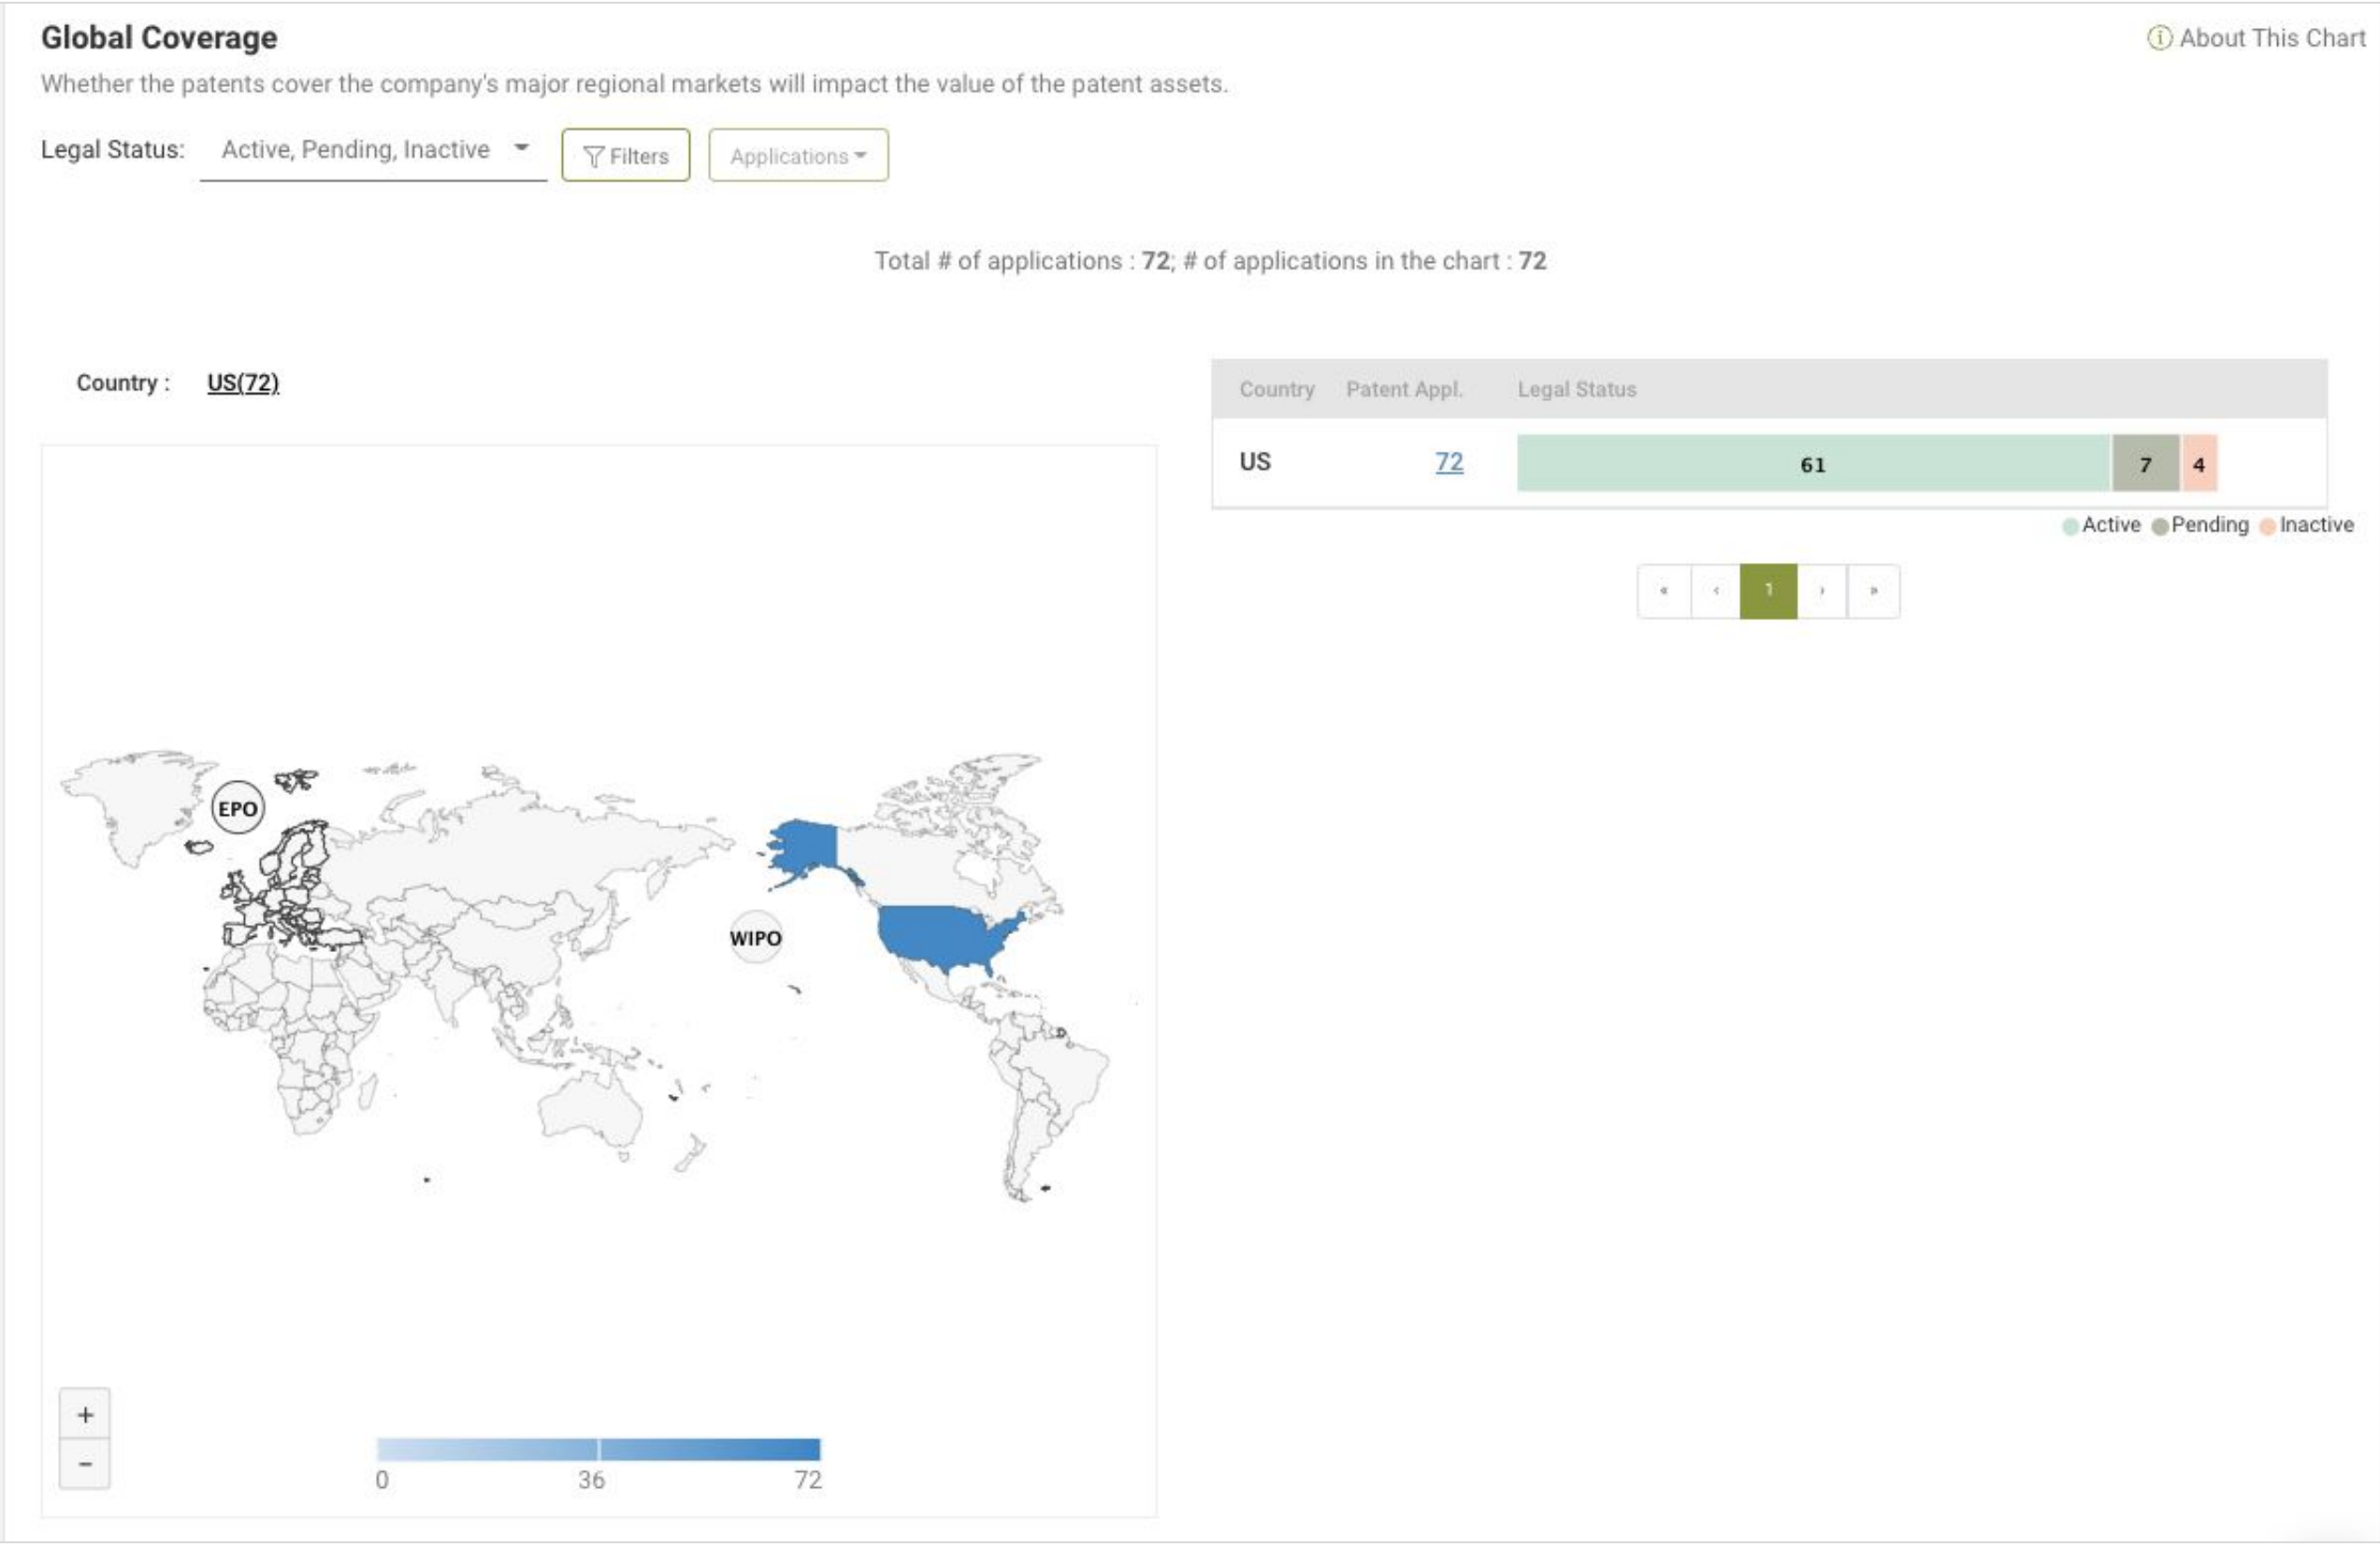 Global Coverage
About This Chart
Whether the patents cover the company's major regional markets will impact the value of the patent assets.
Legal Status: Active, Pending, Inactive Filters Applications
Total # of applications : 72; # of applications in the chart : 72
Country : US(72)
Country Patent Appl. Legal Status
US 72 61 7 4
Active Pending Inactive
« ‹ 1 › »
EPO
WIPO
+
−
0 36 72